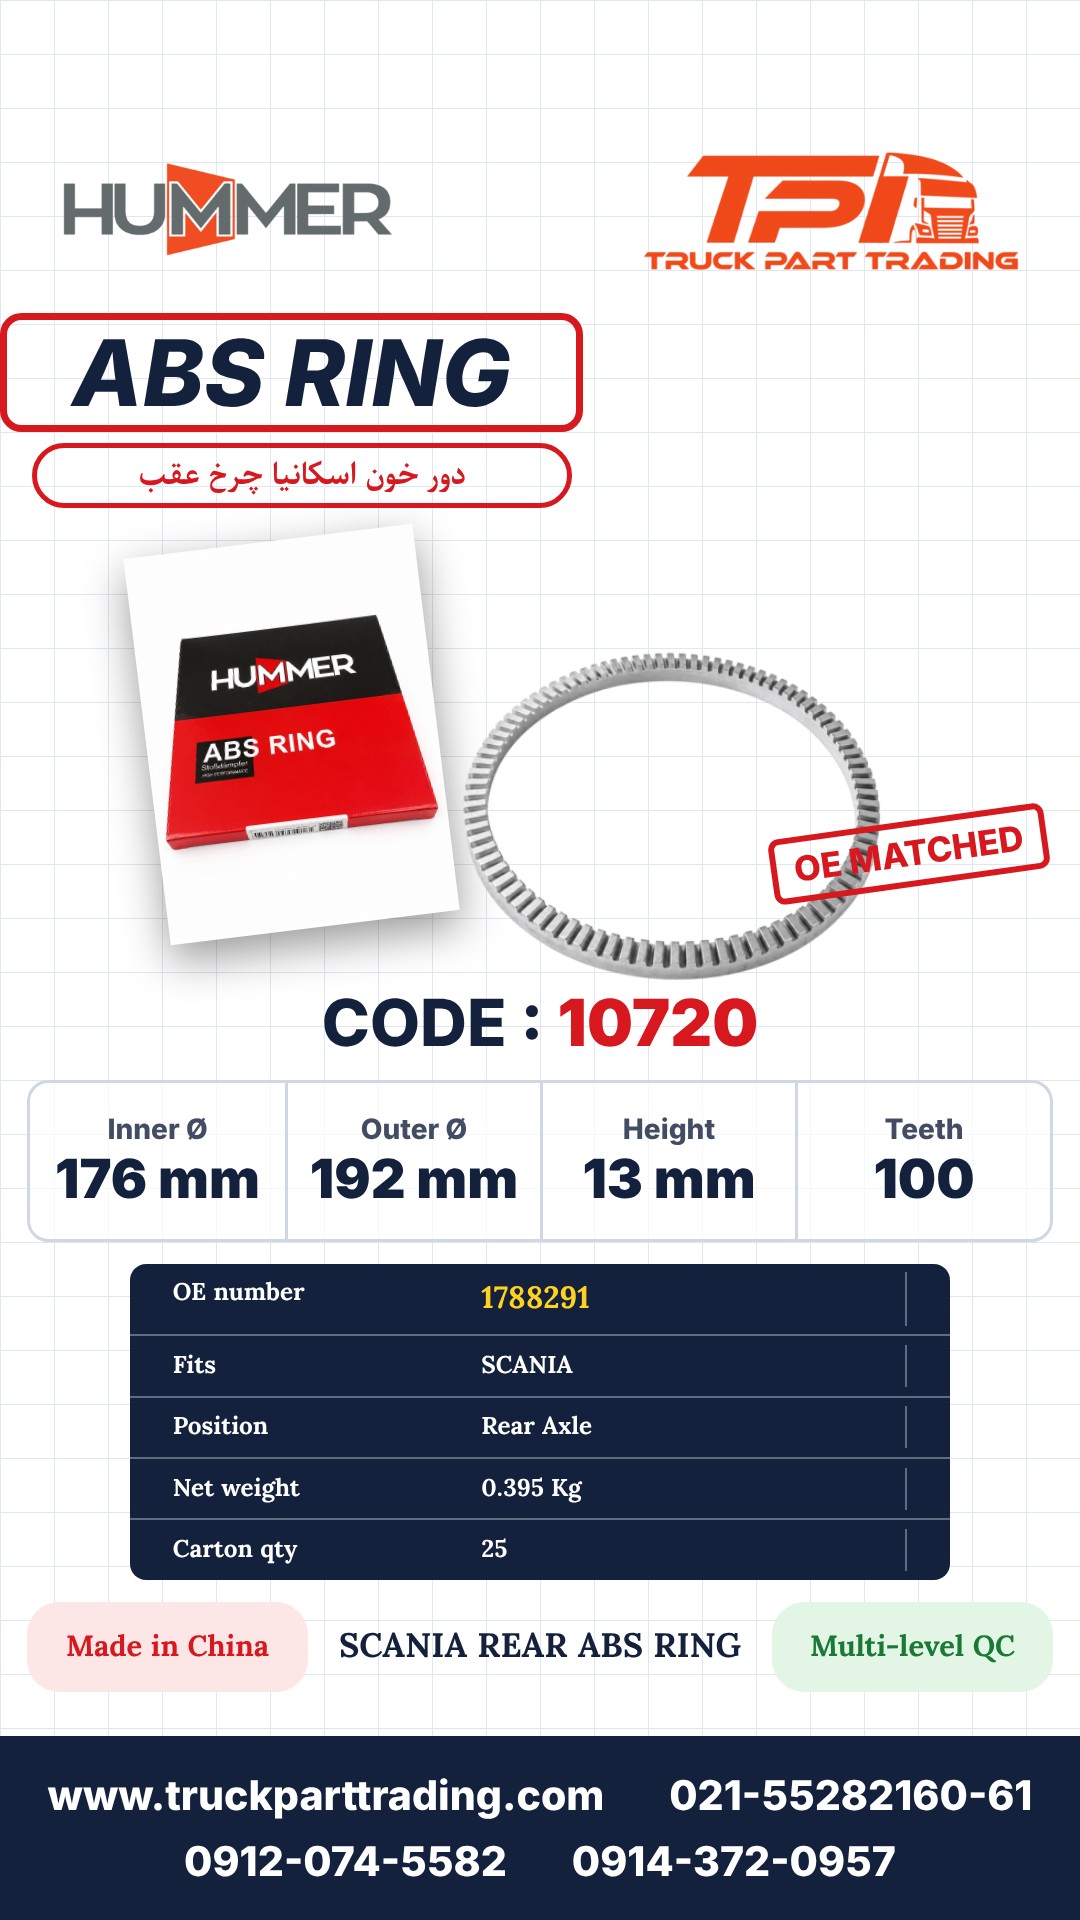 HUMMER
TPI
TRUCK PART TRADING
ABS RING
دور خون اسکانیا چرخ عقب
HUMMER
ABS RING
Stoßdämpfer
HIGH PERFORMANCE
OE MATCHED
CODE : 10720
Inner Ø
176 mm
Outer Ø
192 mm
Height
13 mm
Teeth
100
OE number 1788291
Fits SCANIA
Position Rear Axle
Net weight 0.395 Kg
Carton qty 25
Made in China
SCANIA REAR ABS RING
Multi-level QC
www.truckparttrading.com 021-55282160-61
0912-074-5582 0914-372-0957